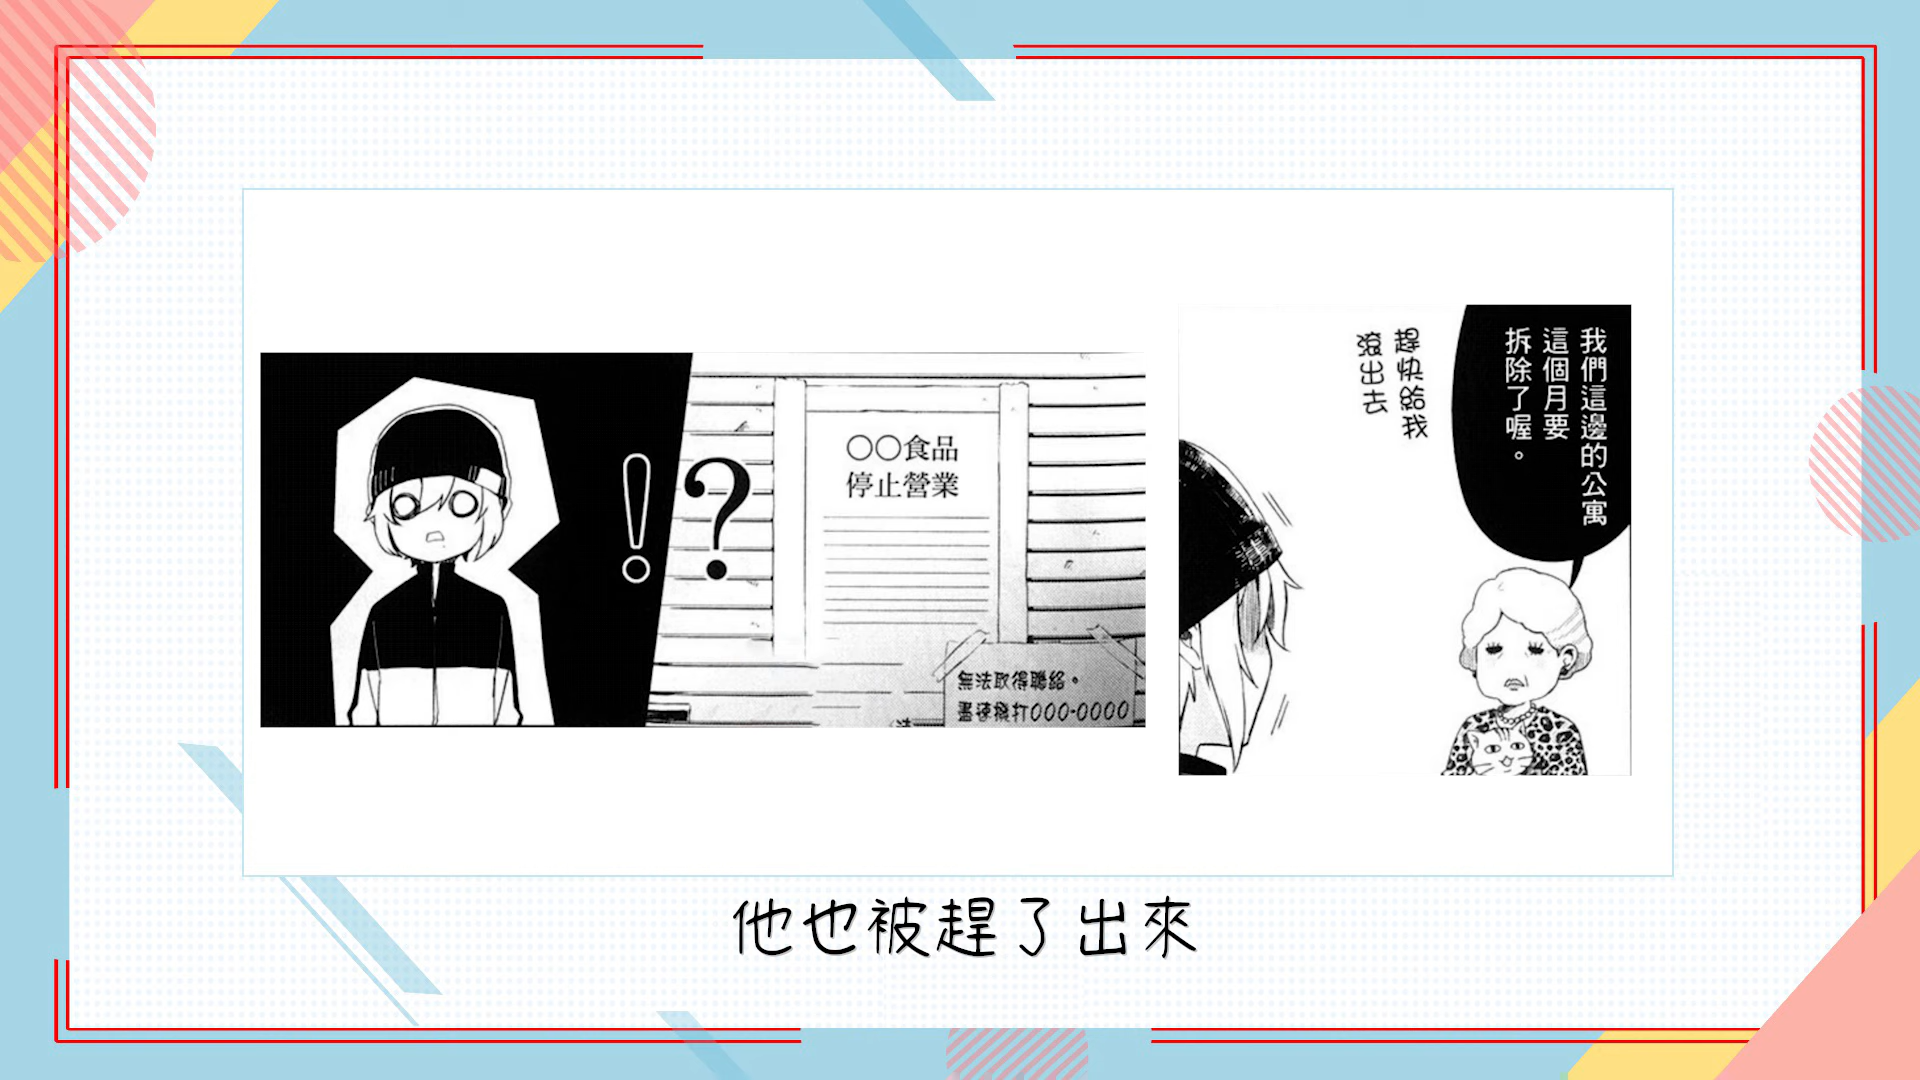 !?
○○食品
停止營業
無法取得聯絡。
盡速撥打000-0000
我們這邊的公寓
這個月要
拆除了喔。
趕快給我
滾出去
他也被趕了出來